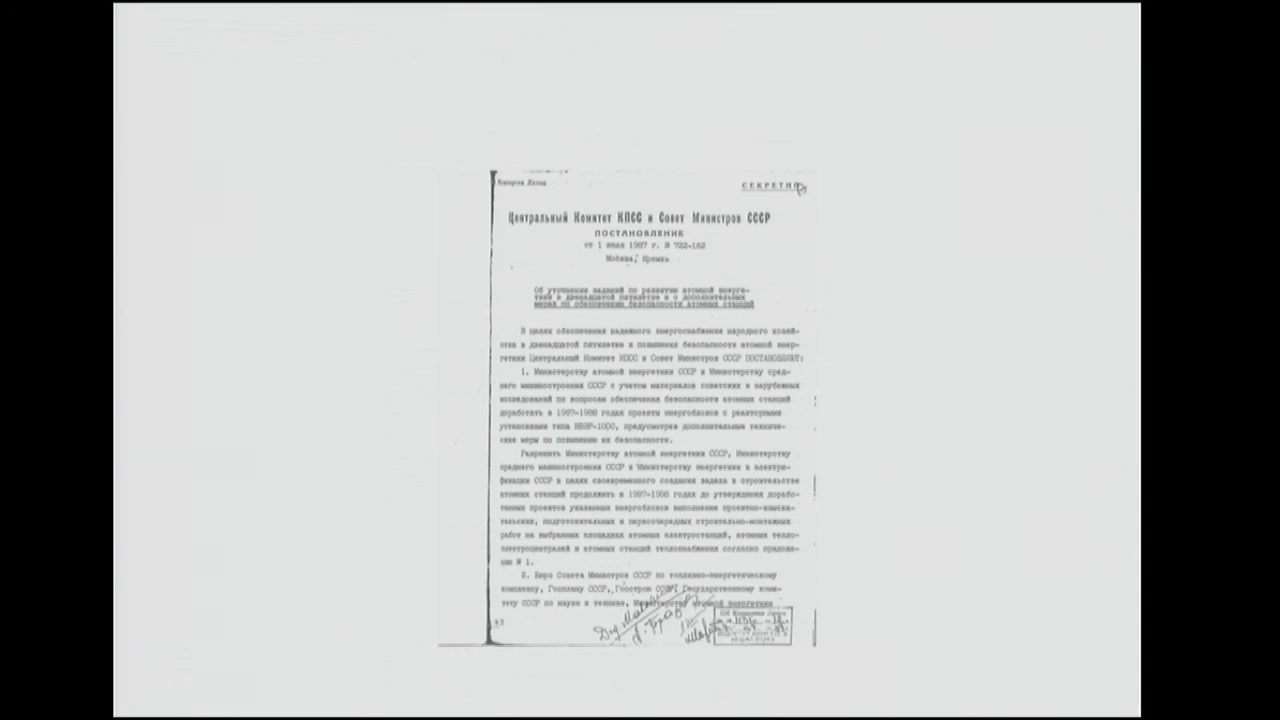 СЕКРЕТНО
Центральный Комитет КПСС и Совет Министров СССР
ПОСТАНОВЛЕНИЕ
от 1 июня 1987 г. № 722-162
Москва, Кремль
Об уточнении заданий по развитию атомной энерге-
тики в двенадцатой пятилетке и о дополнительных
мерах по обеспечению безопасности атомных станций
В целях обеспечения надежного энергоснабжения народного хозяй-
ства в двенадцатой пятилетке и повышения безопасности атомной энер-
гетики Центральный Комитет КПСС и Совет Министров СССР ПОСТАНОВЛЯЮТ:
1. Министерству атомной энергетики СССР и Министерству сред-
него машиностроения СССР с учетом материалов советских и зарубежных
исследований по вопросам обеспечения безопасности атомных станций
доработать в 1987-1988 годах проекты энергоблоков с реакторными
установками типа ВВЭР-1000, предусмотрев дополнительные техниче-
ские меры по повышению их безопасности.
Разрешить Министерству атомной энергетики СССР, Министерству
среднего машиностроения СССР и Министерству энергетики и электри-
фикации СССР в целях своевременного создания задела в строительстве
атомных станций продолжить в 1987-1988 годах до утверждения дорабо-
танных проектов указанных энергоблоков выполнение проектно-изыска-
тельских, подготовительных и первоочередных строительно-монтажных
работ на выбранных площадках атомных электростанций, атомных тепло-
электроцентралей и атомных станций теплоснабжения согласно приложе-
нию № 1.
2. Бюро Совета Министров СССР по топливно-энергетическому
комплексу, Госплану СССР, Госстрою СССР, Государственному коми-
тету СССР по науке и технике, Министерству атомной энергетики